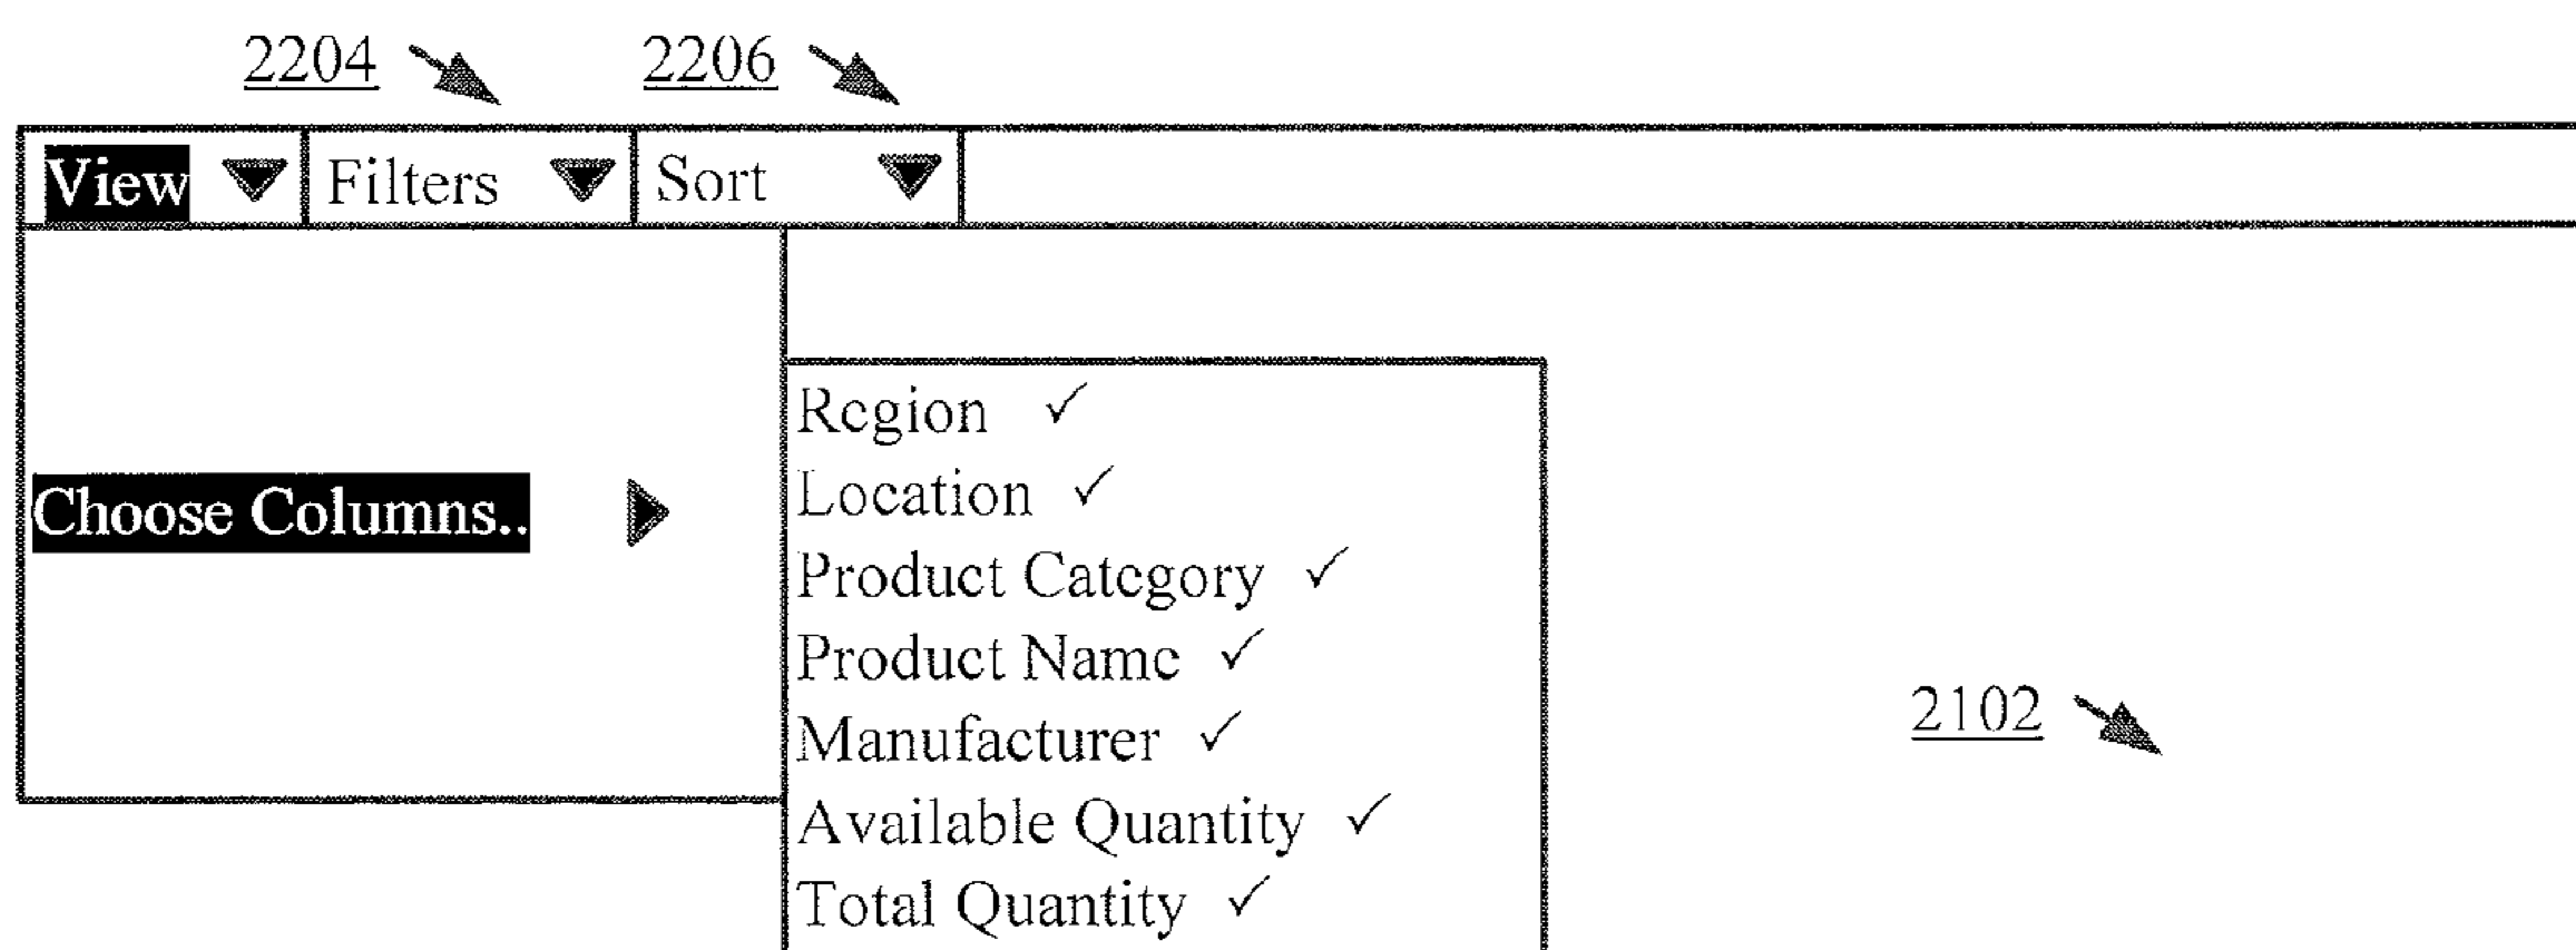 2204 2206
View Filters Sort
Region ✓
Location ✓
Choose Columns..
Product Category ✓
Product Name ✓
Manufacturer ✓
2102
Available Quantity ✓
Total Quantity ✓